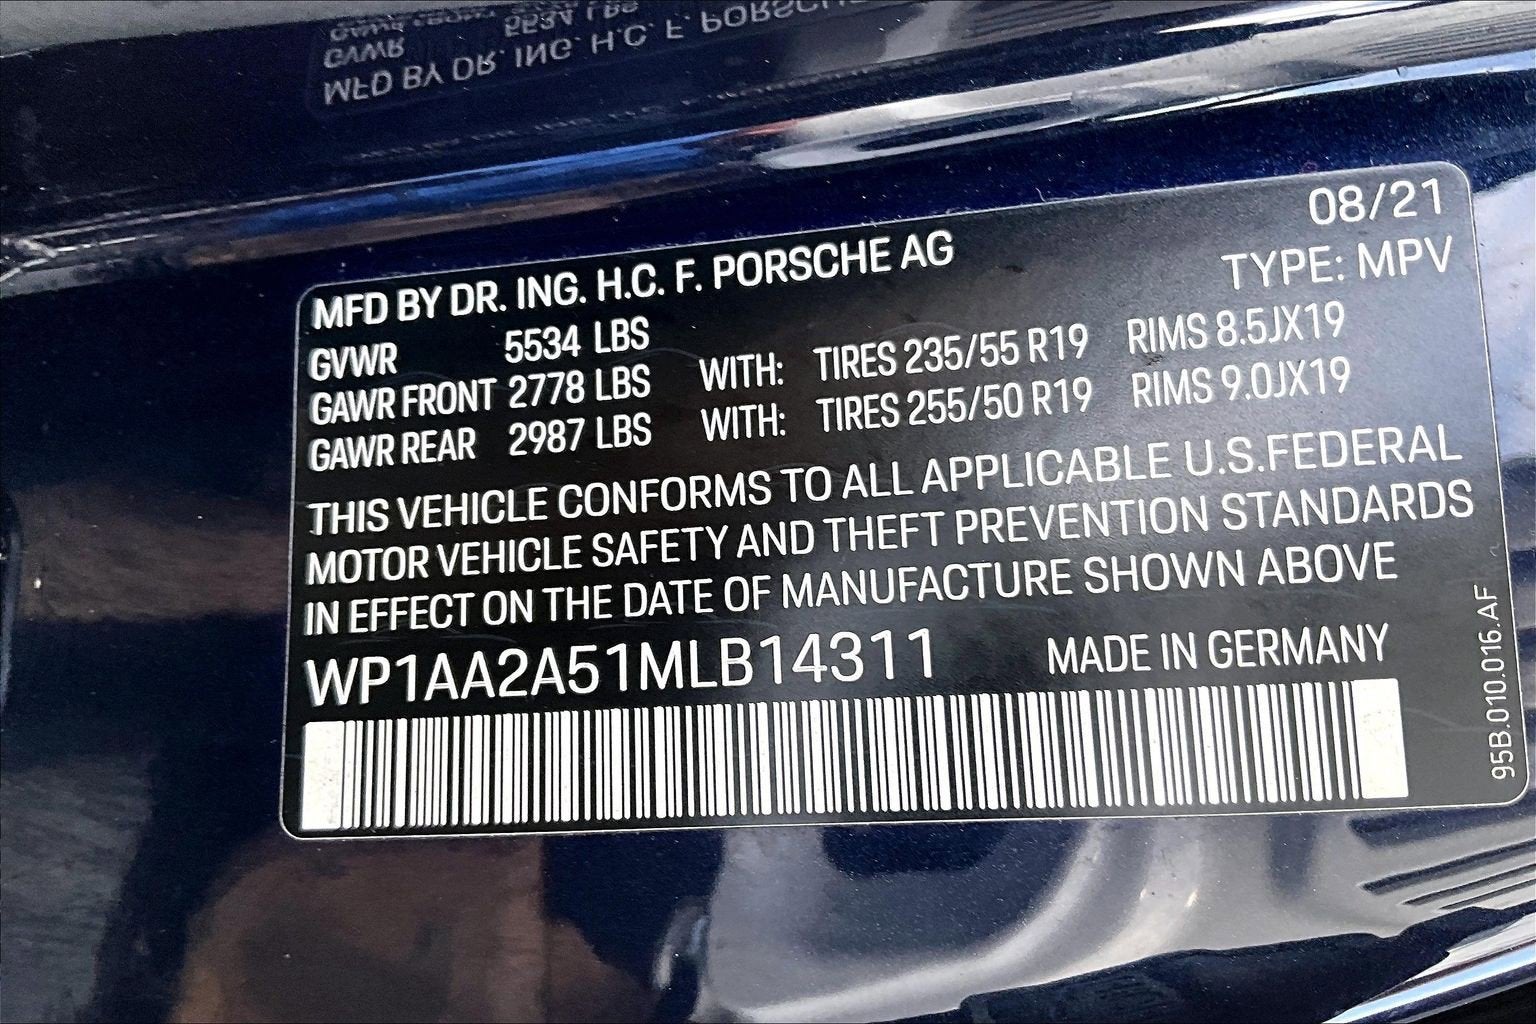 08/21
MFD BY DR. ING. H.C. F. PORSCHE AG TYPE: MPV
GVWR 5534 LBS
GAWR FRONT 2778 LBS WITH: TIRES 235/55 R19 RIMS 8.5JX19
GAWR REAR 2987 LBS WITH: TIRES 255/50 R19 RIMS 9.0JX19
THIS VEHICLE CONFORMS TO ALL APPLICABLE U.S.FEDERAL
MOTOR VEHICLE SAFETY AND THEFT PREVENTION STANDARDS
IN EFFECT ON THE DATE OF MANUFACTURE SHOWN ABOVE
WP1AA2A51MLB14311 MADE IN GERMANY
95B.010.016.AF